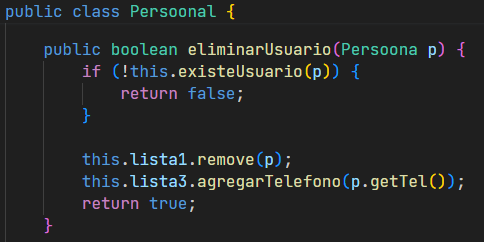 public class Persoonal {
public boolean eliminarUsuario(Persoona p) {
if (!this.existeUsuario(p)) {
return false;
}
this.lista1.remove(p);
this.lista3.agregarTelefono(p.getTel());
return true;
}